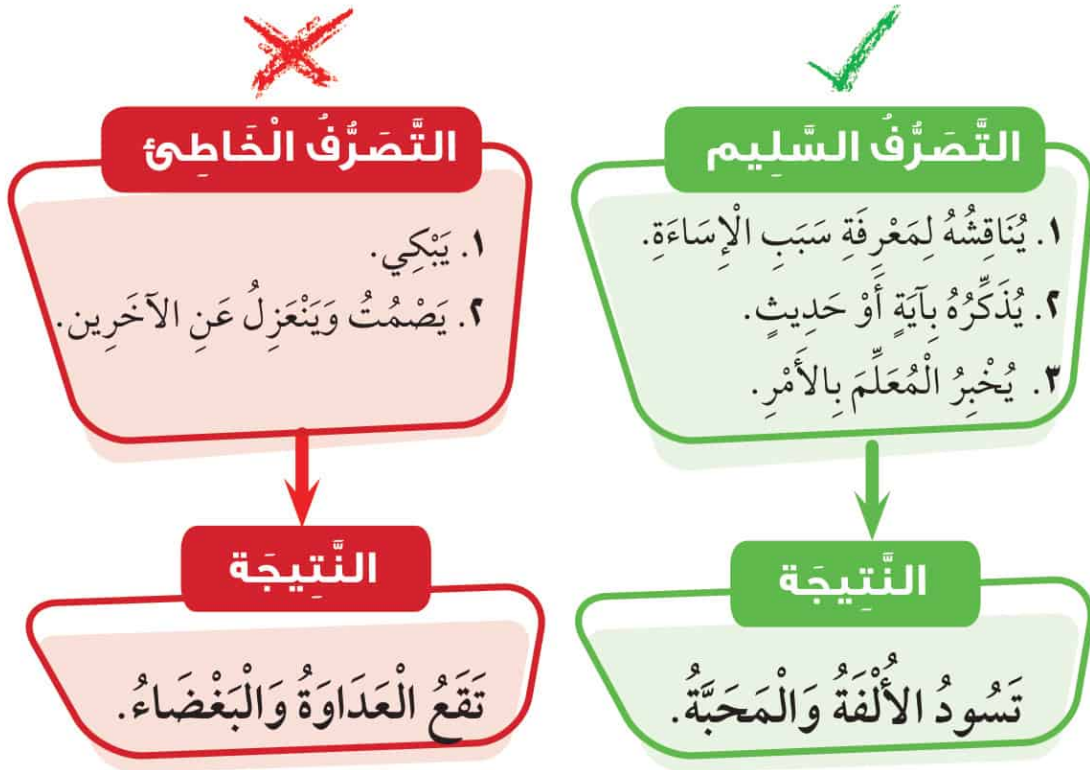 التَّصَرُّفُ السَّلِيم
١. يُنَاقِشُهُ لِمَعْرِفَةِ سَبَبِ الْإِسَاءَةِ.
٢. يُذَكِّرُهُ بِآيَةٍ أَوْ حَدِيثٍ.
٣. يُخْبِرُ الْمُعَلِّمَ بِالأَمْرِ.
النَّتِيجَة
تَسُودُ الأُلْفَةُ وَالْمَحَبَّةُ.
التَّصَرُّفُ الْخَاطِئ
١. يَبْكِي.
٢. يَصْمُتُ وَيَنْعَزِلُ عَنِ الآخَرِين.
النَّتِيجَة
تَقَعُ الْعَدَاوَةُ وَالْبَغْضَاءُ.